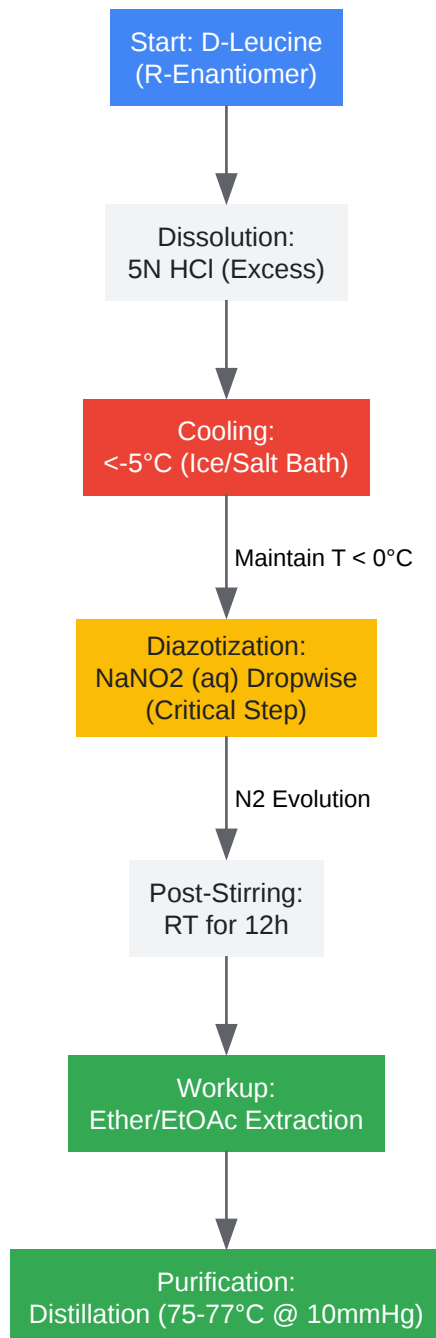 Start: D-Leucine
(R-Enantiomer)
Dissolution:
5N HCl (Excess)
Cooling:
<-5°C (Ice/Salt Bath)
Maintain T < 0°C
Diazotization:
NaNO2 (aq) Dropwise
(Critical Step)
N2 Evolution
Post-Stirring:
RT for 12h
Workup:
Ether/EtOAc Extraction
Purification:
Distillation (75-77°C @ 10mmHg)